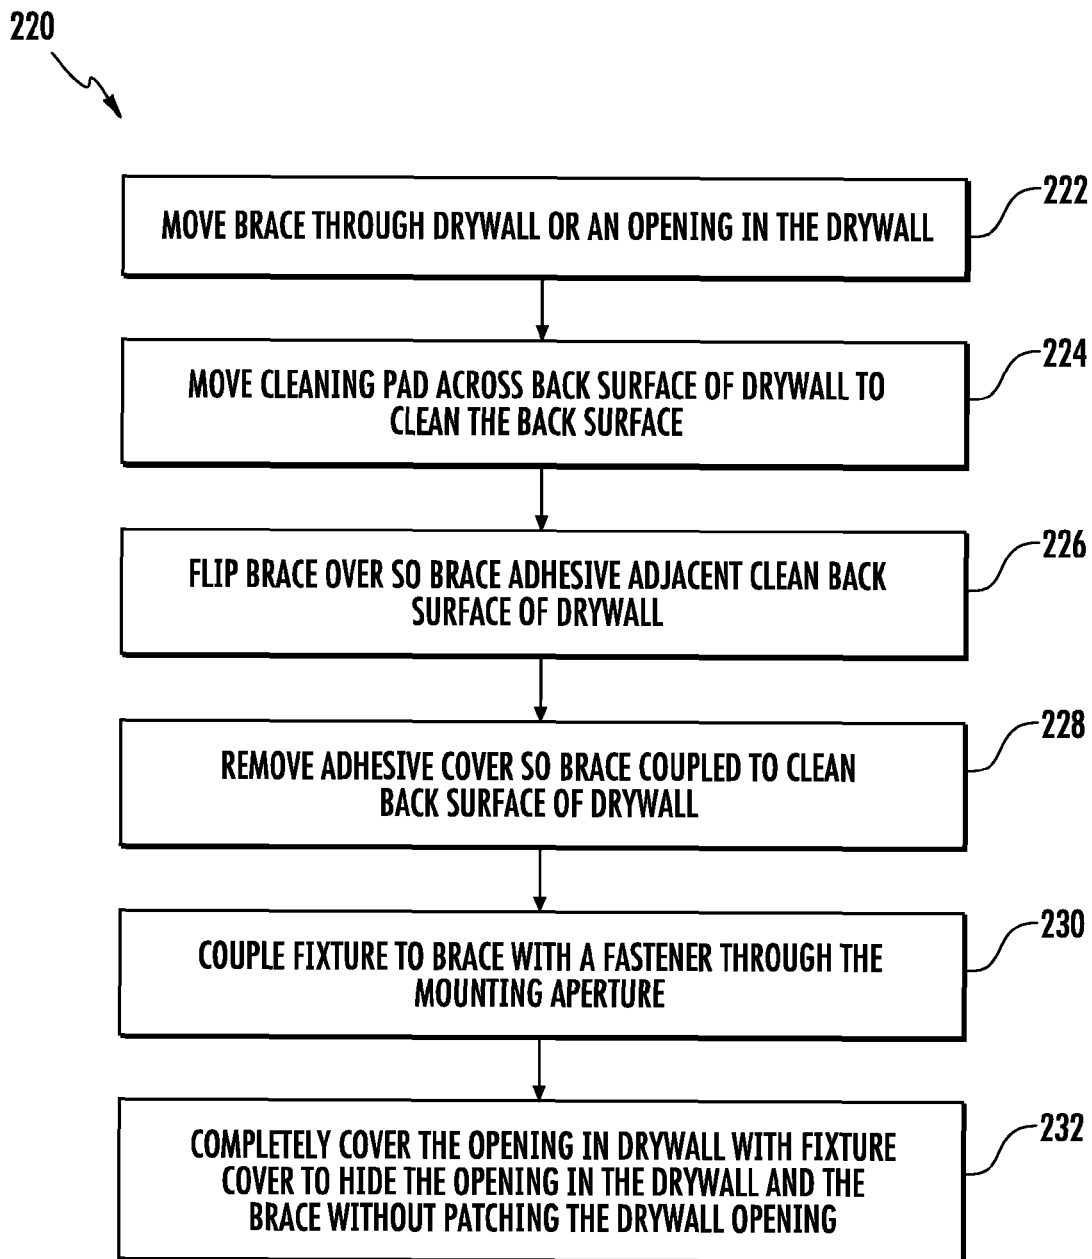 220
MOVE BRACE THROUGH DRYWALL OR AN OPENING IN THE DRYWALL
222
MOVE CLEANING PAD ACROSS BACK SURFACE OF DRYWALL TO
CLEAN THE BACK SURFACE
224
FLIP BRACE OVER SO BRACE ADHESIVE ADJACENT CLEAN BACK
SURFACE OF DRYWALL
226
REMOVE ADHESIVE COVER SO BRACE COUPLED TO CLEAN
BACK SURFACE OF DRYWALL
228
COUPLE FIXTURE TO BRACE WITH A FASTENER THROUGH THE
MOUNTING APERTURE
230
COMPLETELY COVER THE OPENING IN DRYWALL WITH FIXTURE
COVER TO HIDE THE OPENING IN THE DRYWALL AND THE
BRACE WITHOUT PATCHING THE DRYWALL OPENING
232